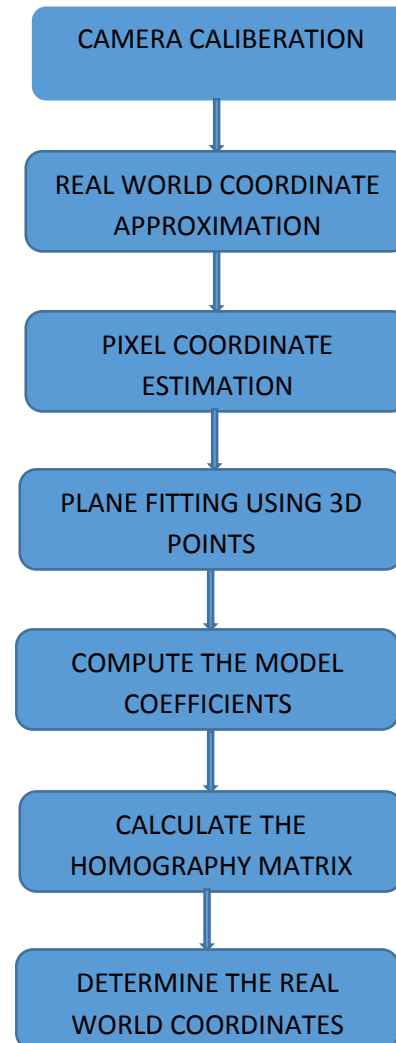 CAMERA CALIBERATION
REAL WORLD COORDINATE
APPROXIMATION
PIXEL COORDINATE
ESTIMATION
PLANE FITTING USING 3D
POINTS
COMPUTE THE MODEL
COEFFICIENTS
CALCULATE THE
HOMOGRAPHY MATRIX
DETERMINE THE REAL
WORLD COORDINATES